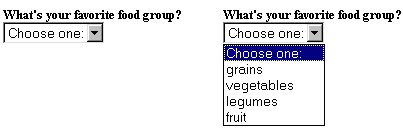 What's your favorite food group?
Choose one:
What's your favorite food group?
Choose one:
Choose one:
grains
vegetables
legumes
fruit